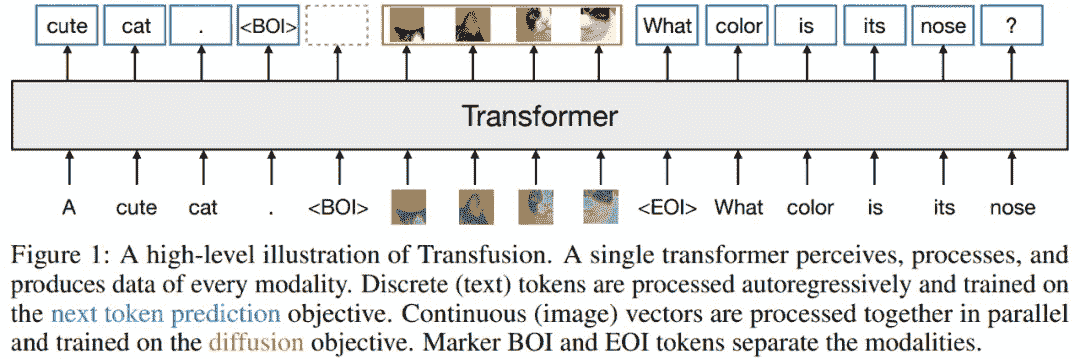 cute cat . <BOI> What color is its nose ?
Transformer
A cute cat . <BOI> <EOI> What color is its nose
Figure 1: A high-level illustration of Transfusion. A single transformer perceives, processes, and
produces data of every modality. Discrete (text) tokens are processed autoregressively and trained on
the next token prediction objective. Continuous (image) vectors are processed together in parallel
and trained on the diffusion objective. Marker BOI and EOI tokens separate the modalities.